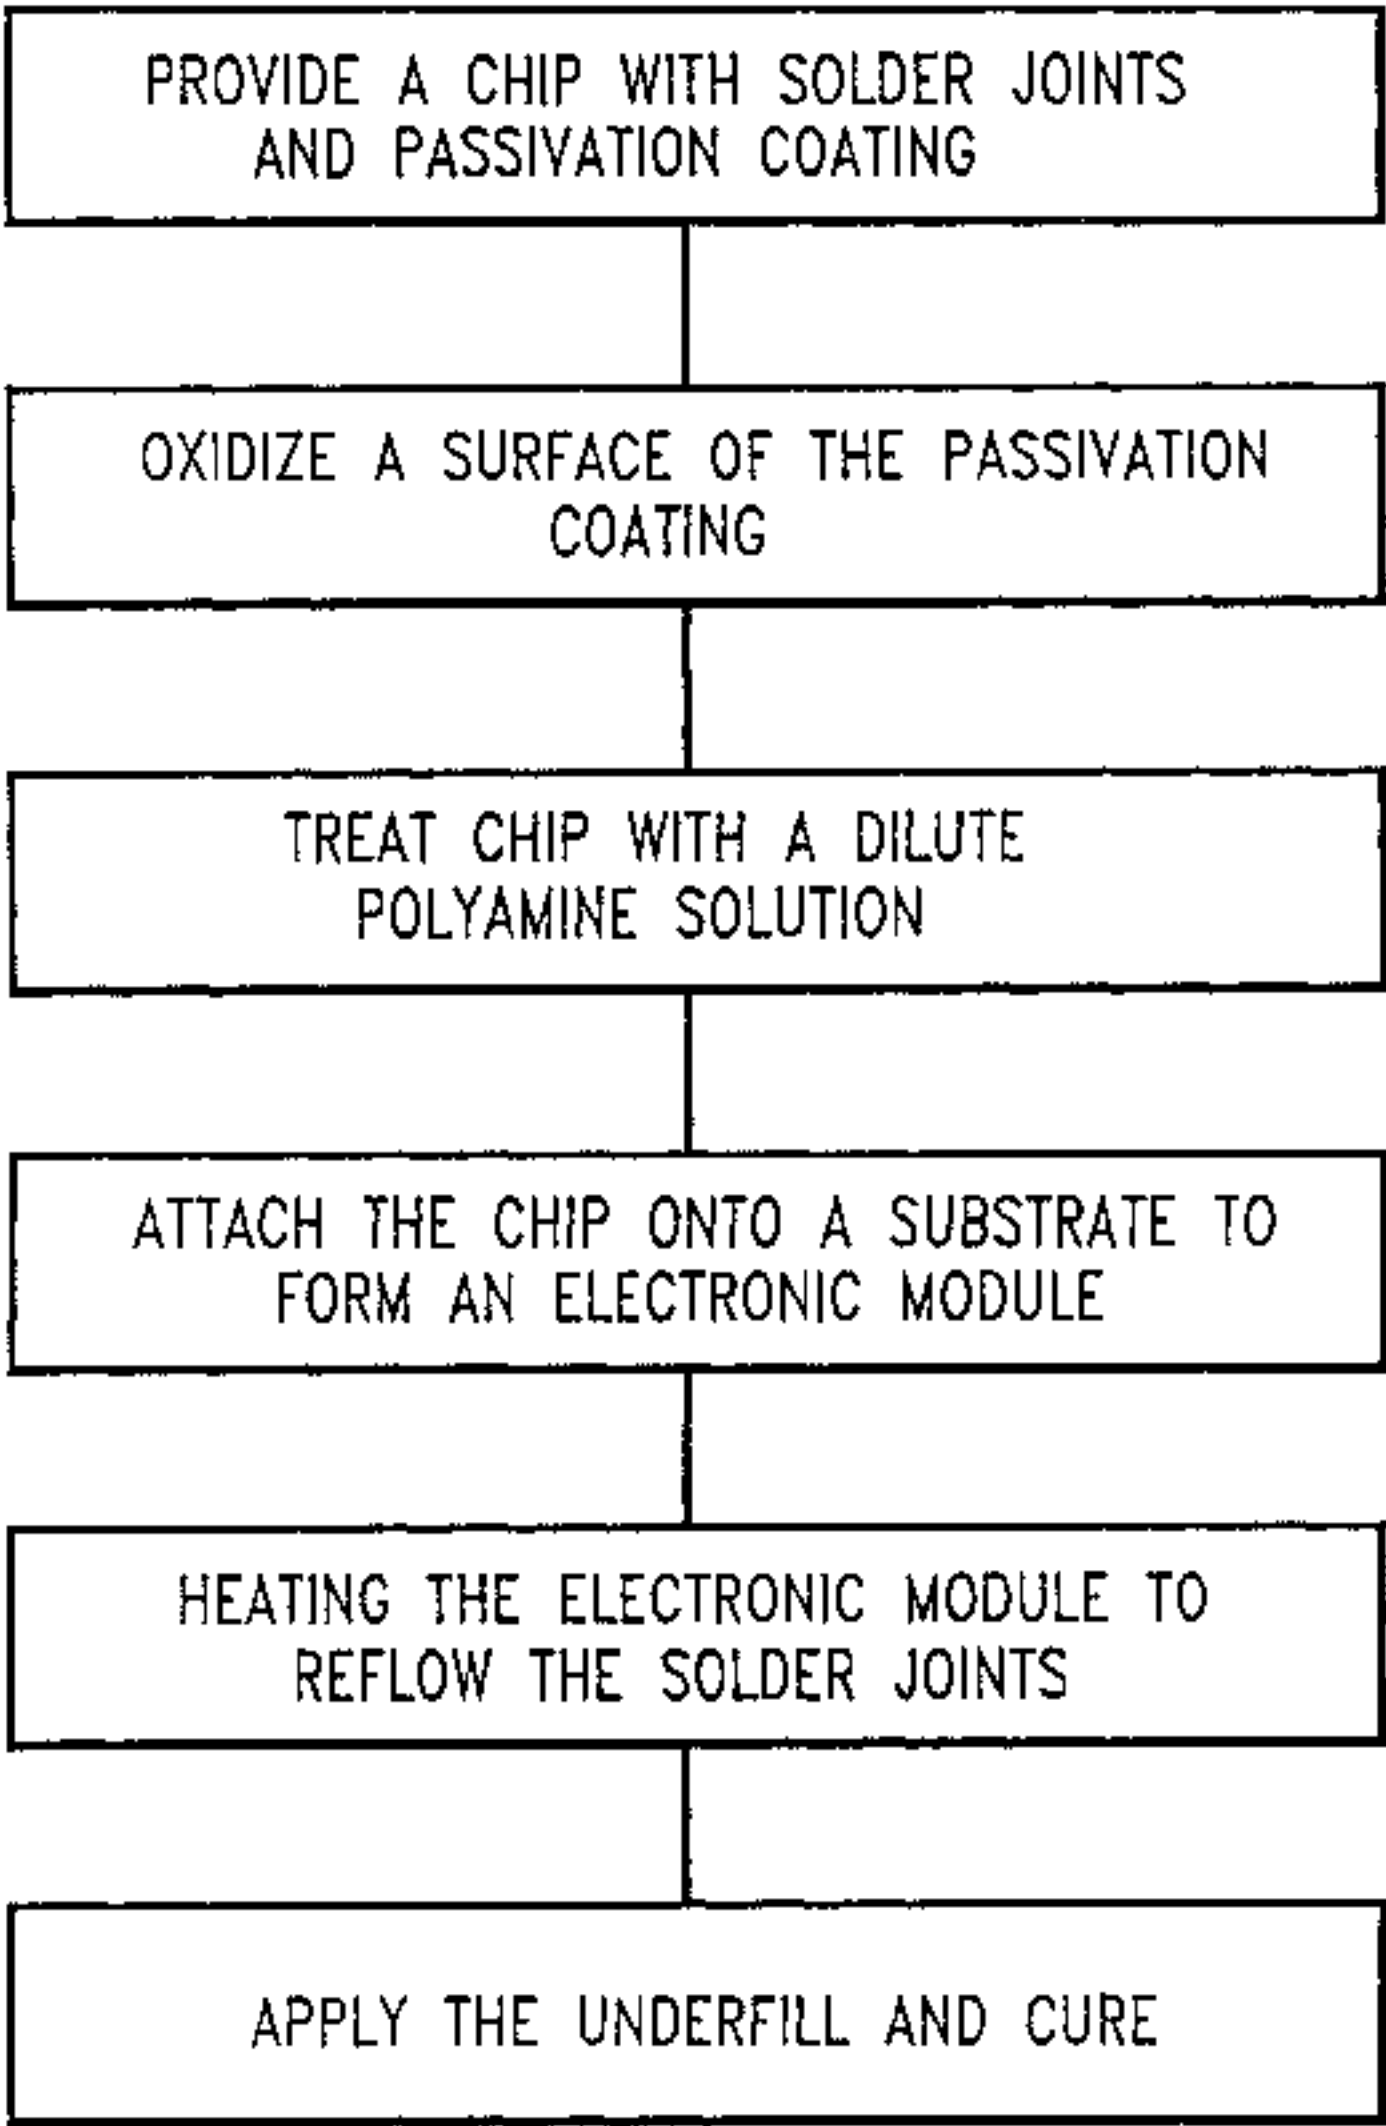 PROVIDE A CHIP WITH SOLDER JOINTS
AND PASSIVATION COATING
OXIDIZE A SURFACE OF THE PASSIVATION
COATING
TREAT CHIP WITH A DILUTE
POLYAMINE SOLUTION
ATTACH THE CHIP ONTO A SUBSTRATE TO
FORM AN ELECTRONIC MODULE
HEATING THE ELECTRONIC MODULE TO
REFLOW THE SOLDER JOINTS
APPLY THE UNDERFILL AND CURE